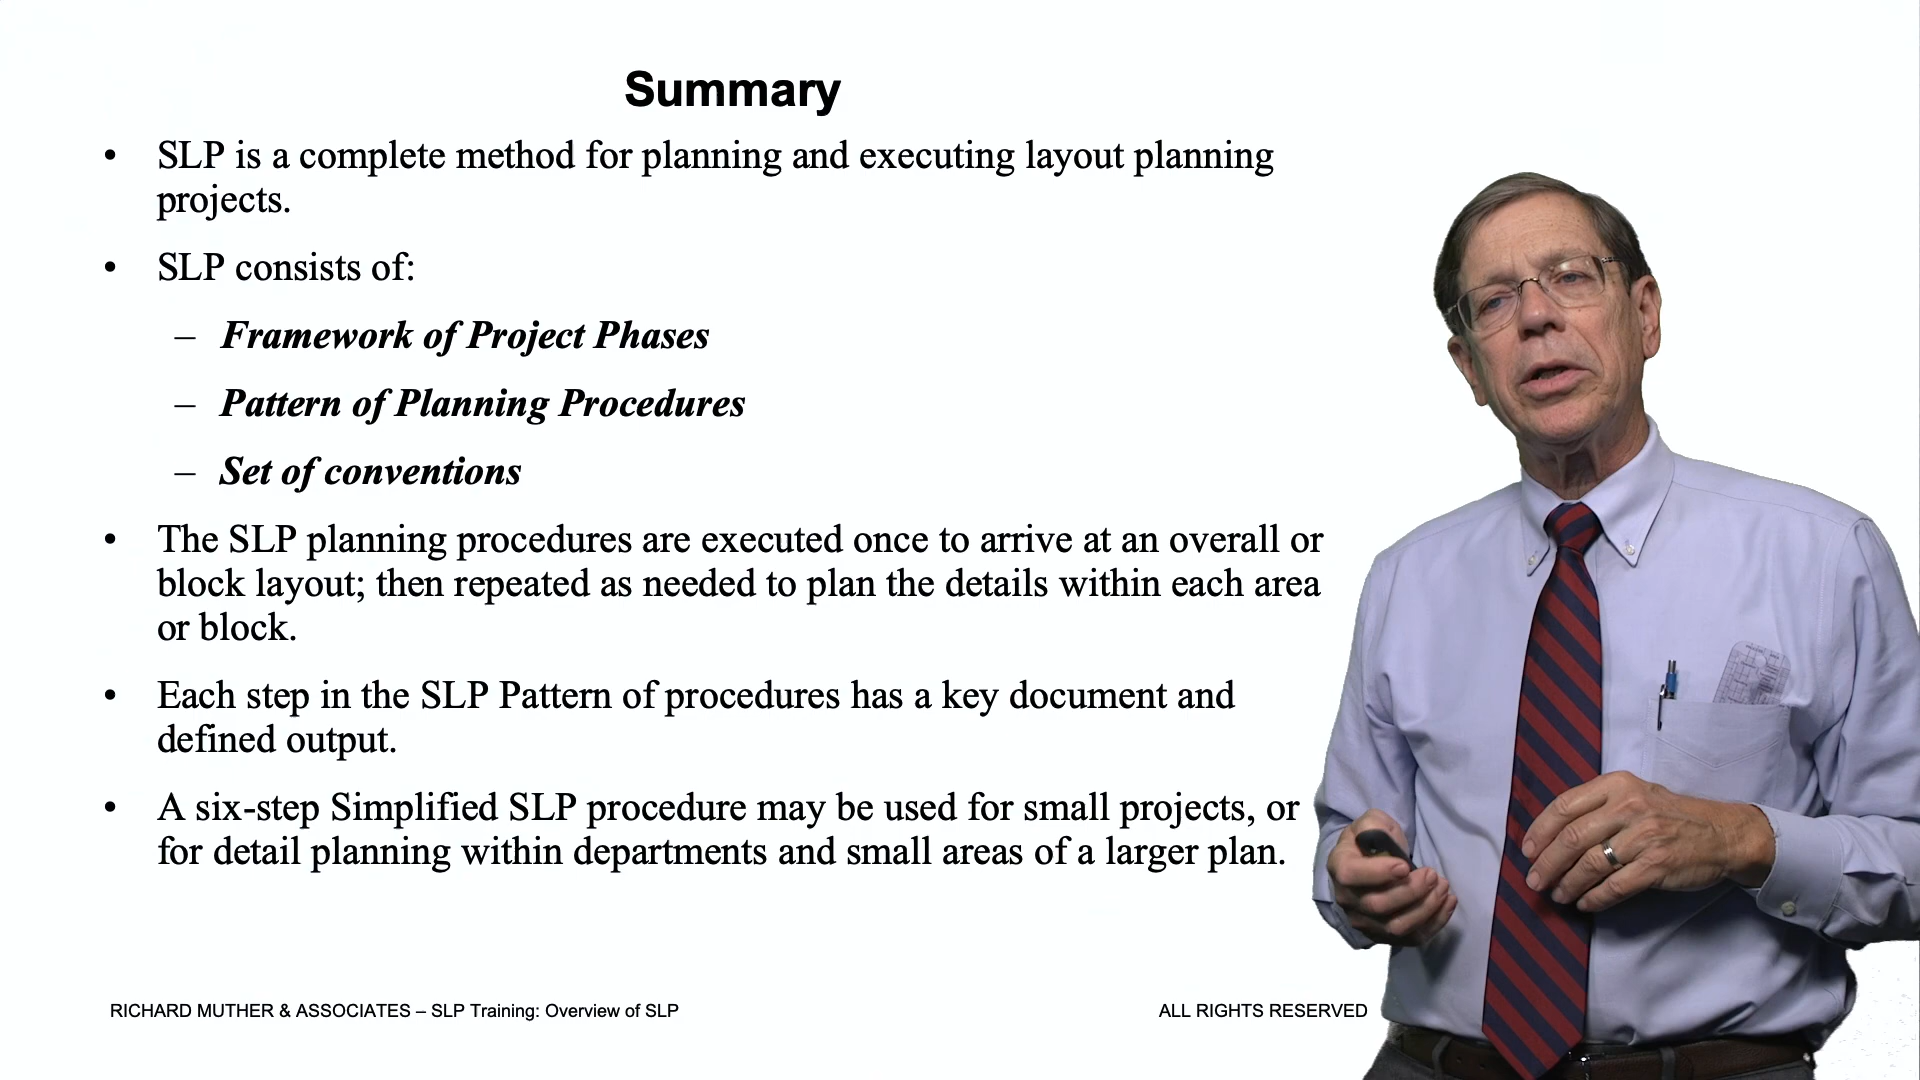 Summary
• SLP is a complete method for planning and executing layout planning
projects.
• SLP consists of:
– Framework of Project Phases
– Pattern of Planning Procedures
– Set of conventions
• The SLP planning procedures are executed once to arrive at an overall or
block layout; then repeated as needed to plan the details within each area
or block.
• Each step in the SLP Pattern of procedures has a key document and
defined output.
• A six-step Simplified SLP procedure may be used for small projects, or
for detail planning within departments and small areas of a larger plan.
RICHARD MUTHER & ASSOCIATES – SLP Training: Overview of SLP
ALL RIGHTS RESERVED